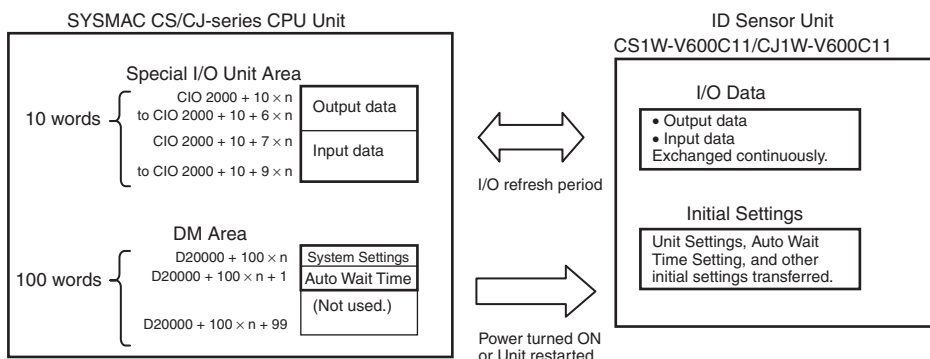 SYSMAC CS/CJ-series CPU Unit
Special I/O Unit Area
10 words
CIO 2000 + 10 × n
to CIO 2000 + 10 + 6 × n
CIO 2000 + 10 + 7 × n
to CIO 2000 + 10 + 9 × n
Output data
Input data
DM Area
100 words
D20000 + 100 × n
D20000 + 100 × n + 1
D20000 + 100 × n + 99
System Settings
Auto Wait Time
(Not used.)
I/O refresh period
Power turned ON
or Unit restarted
ID Sensor Unit
CS1W-V600C11/CJ1W-V600C11
I/O Data
• Output data
• Input data
Exchanged continuously.
Initial Settings
Unit Settings, Auto Wait
Time Setting, and other
initial settings transferred.